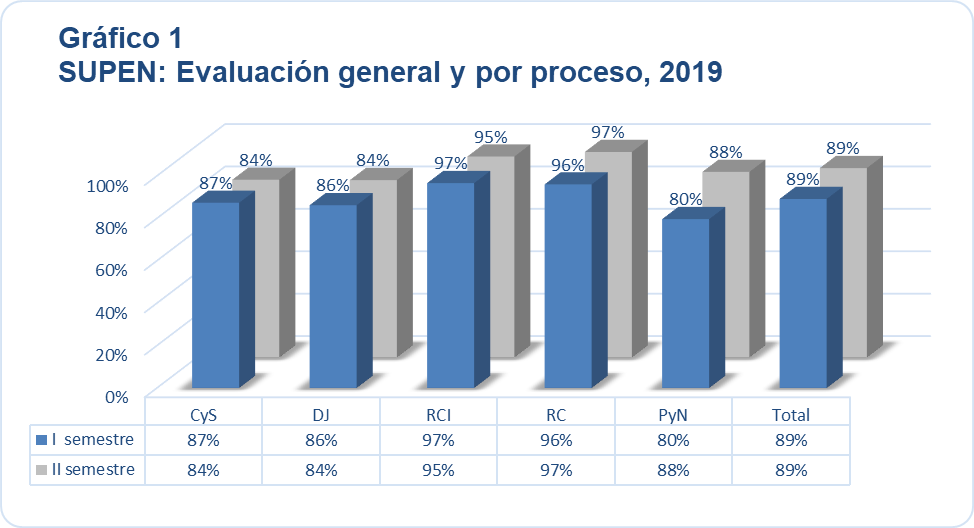 Gráfico 1
SUPEN: Evaluación general y por proceso, 2019
95% 97%
84% 84% 88% 89%
87% 86% 97% 96% 80% 89%
100%
80%
60%
40%
20%
0%
CyS DJ RCI RC PyN Total
I semestre 87% 86% 97% 96% 80% 89%
II semestre 84% 84% 95% 97% 88% 89%